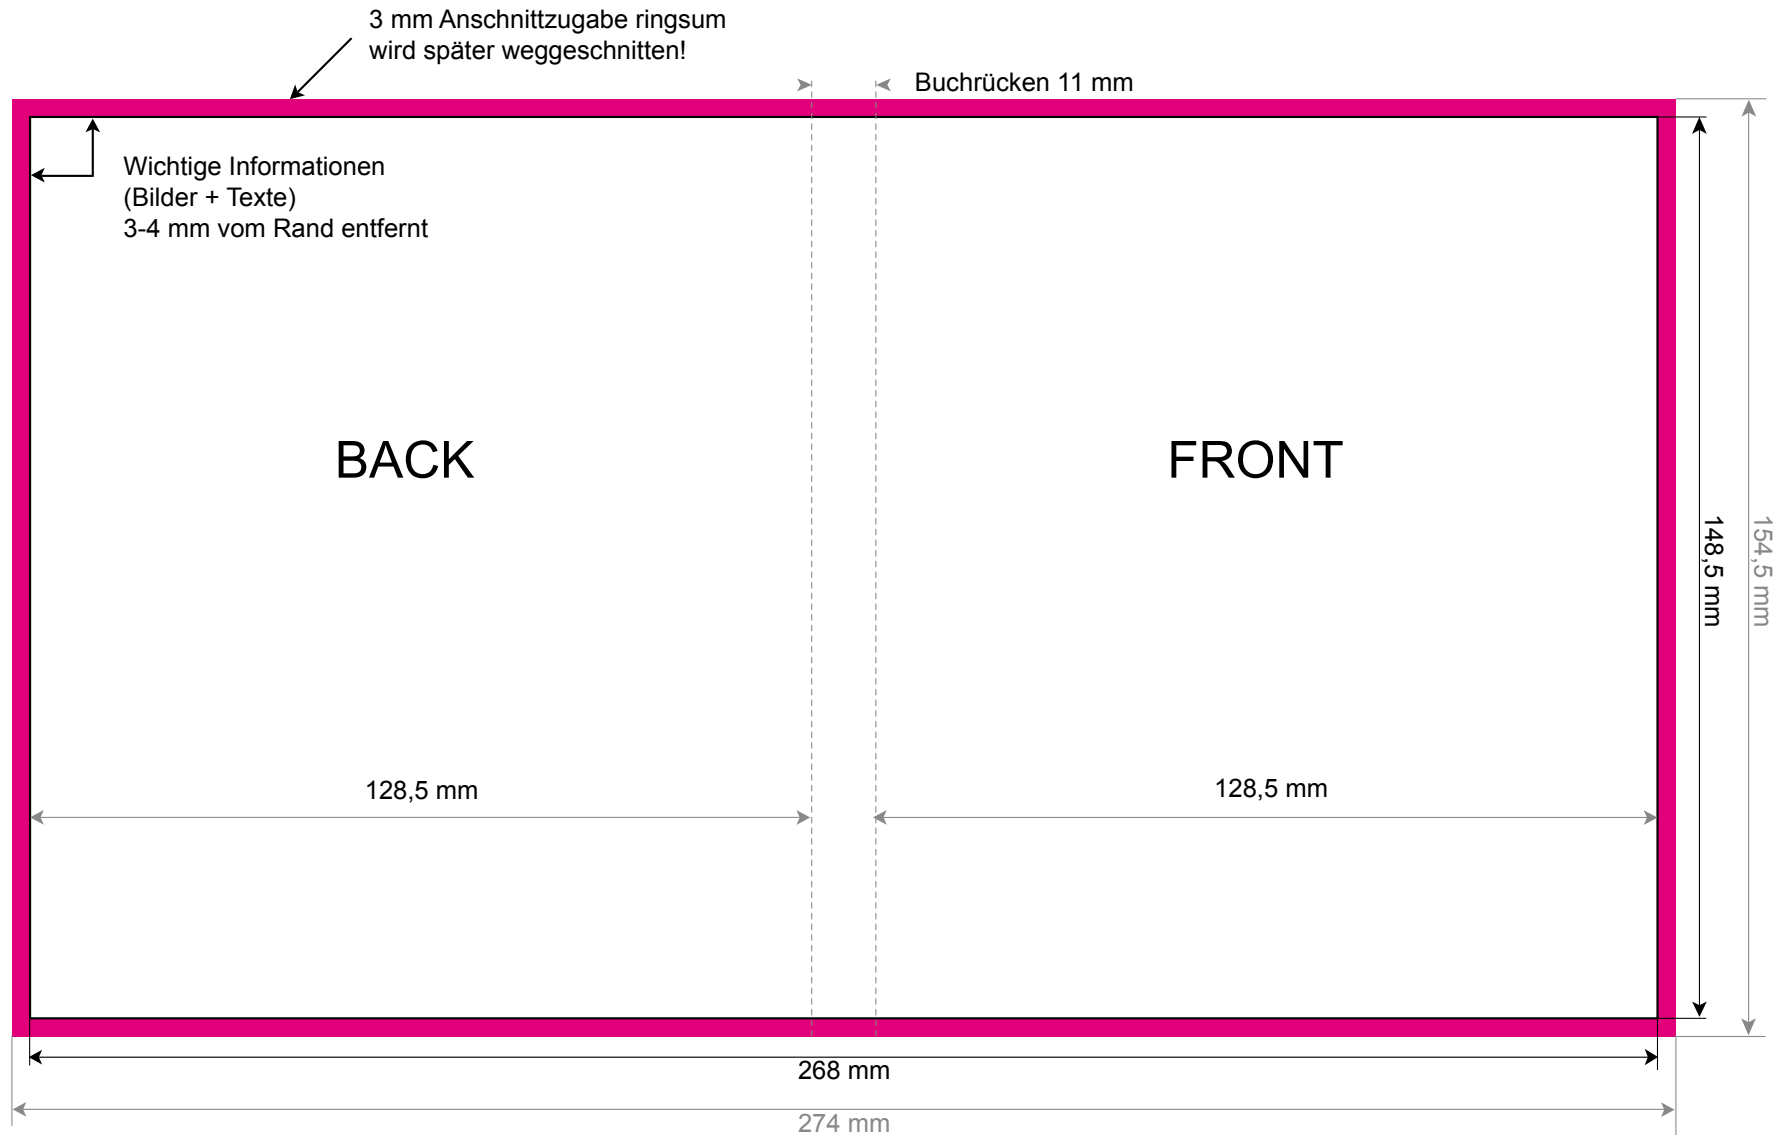 3 mm Anschnittzugabe ringsum
wird später weggeschnitten!
Buchrücken 11 mm
Wichtige Informationen
(Bilder + Texte)
3-4 mm vom Rand entfernt
BACK
FRONT
148,5 mm
154,5 mm
128,5 mm
128,5 mm
268 mm
274 mm